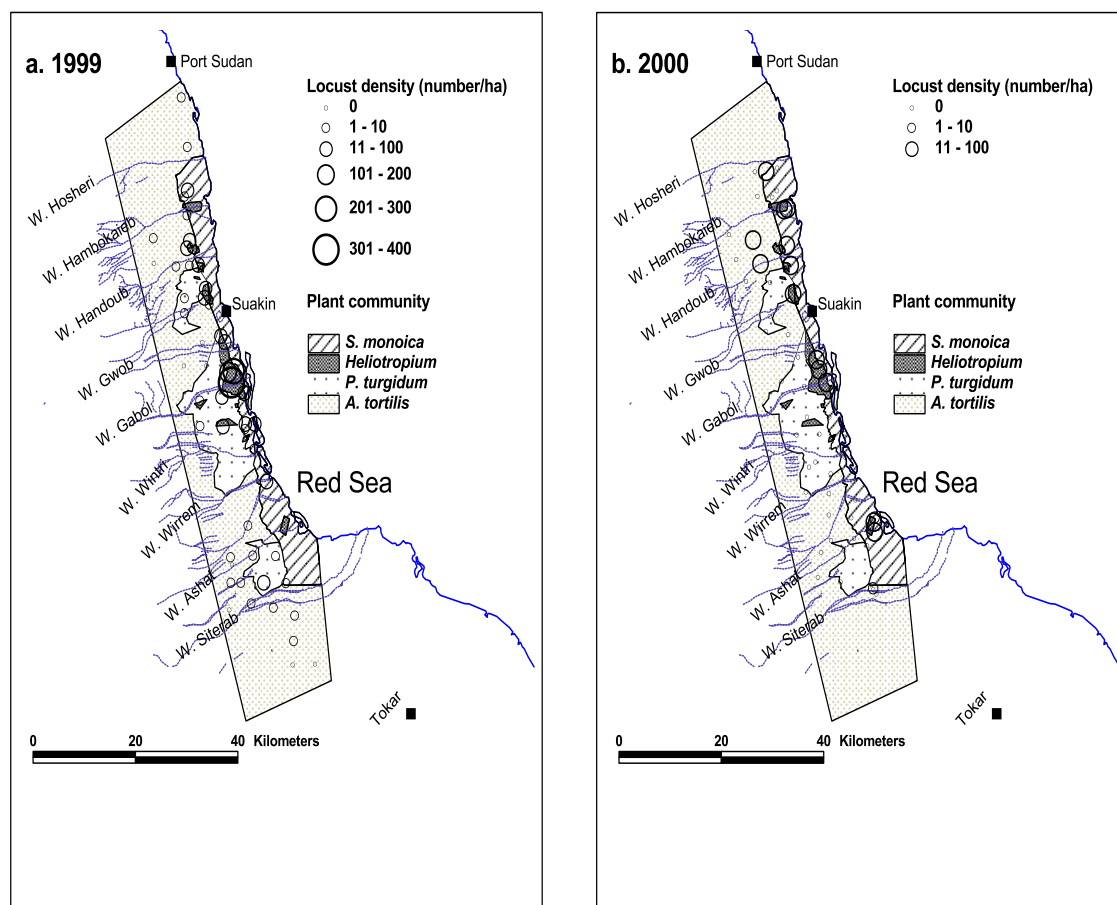 a. 1999
Port Sudan
Locust density (number/ha)
0
1 - 10
11 - 100
101 - 200
201 - 300
301 - 400
W. Hosheri
W. Hambokaieb
W. Handoub
Suakin
Plant community
S. monoica
Heliotropium
P. turgidum
A. tortilis
W. Gwob
W. Gabol
W. Wintri
Red Sea
W. Wirrem
W. Ashat
W. Siterab
Tokar
0 20 40 Kilometers
b. 2000
Port Sudan
Locust density (number/ha)
0
1 - 10
11 - 100
W. Hosheri
W. Hambokaieb
W. Handoub
Suakin
Plant community
S. monoica
Heliotropium
P. turgidum
A. tortilis
W. Gwob
W. Gabol
W. Wintri
Red Sea
W. Wirrem
W. Ashat
W. Siterab
Tokar
0 20 40 Kilometers